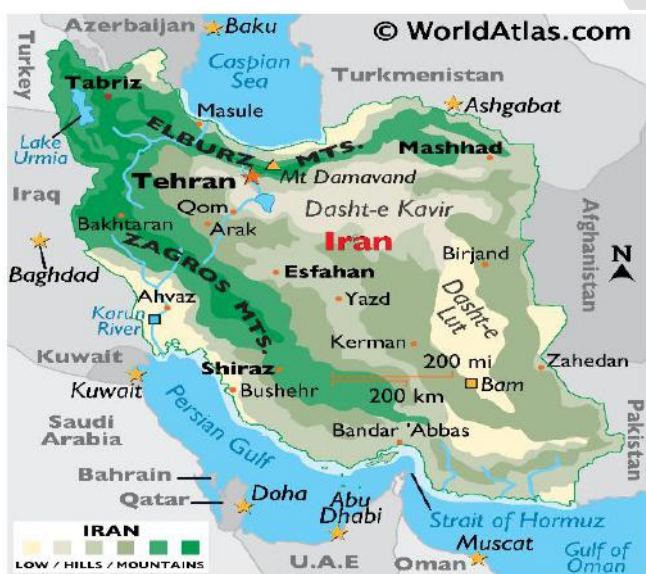 Azerbaijan
Baku
© WorldAtlas.com
Turkey
Caspian
Sea
Turkmenistan
Tabriz
Masule
Ashgabat
Lake
Urmia
ELBURZ MTS.
Mashhad
Tehran
Mt Damavand
Iraq
Qom
Dasht-e Kavir
Bakhtaran
Arak
Iran
Afghanistan
Baghdad
ZAGROS MTS.
Esfahan
Birjand
N
Yazd
Dasht-e
Lut
Ahvaz
Karun
River
Kerman
200 mi
Zahedan
Kuwait
Shiraz
200 km
Bam
Kuwait
Bushehr
Saudi
Arabia
Persian Gulf
Bandar 'Abbas
Pakistan
Bahrain
Qatar
Doha
Abu
Dhabi
Strait of Hormuz
IRAN
Muscat
LOW / HILLS / MOUNTAINS
U.A.E
Oman
Gulf of
Oman